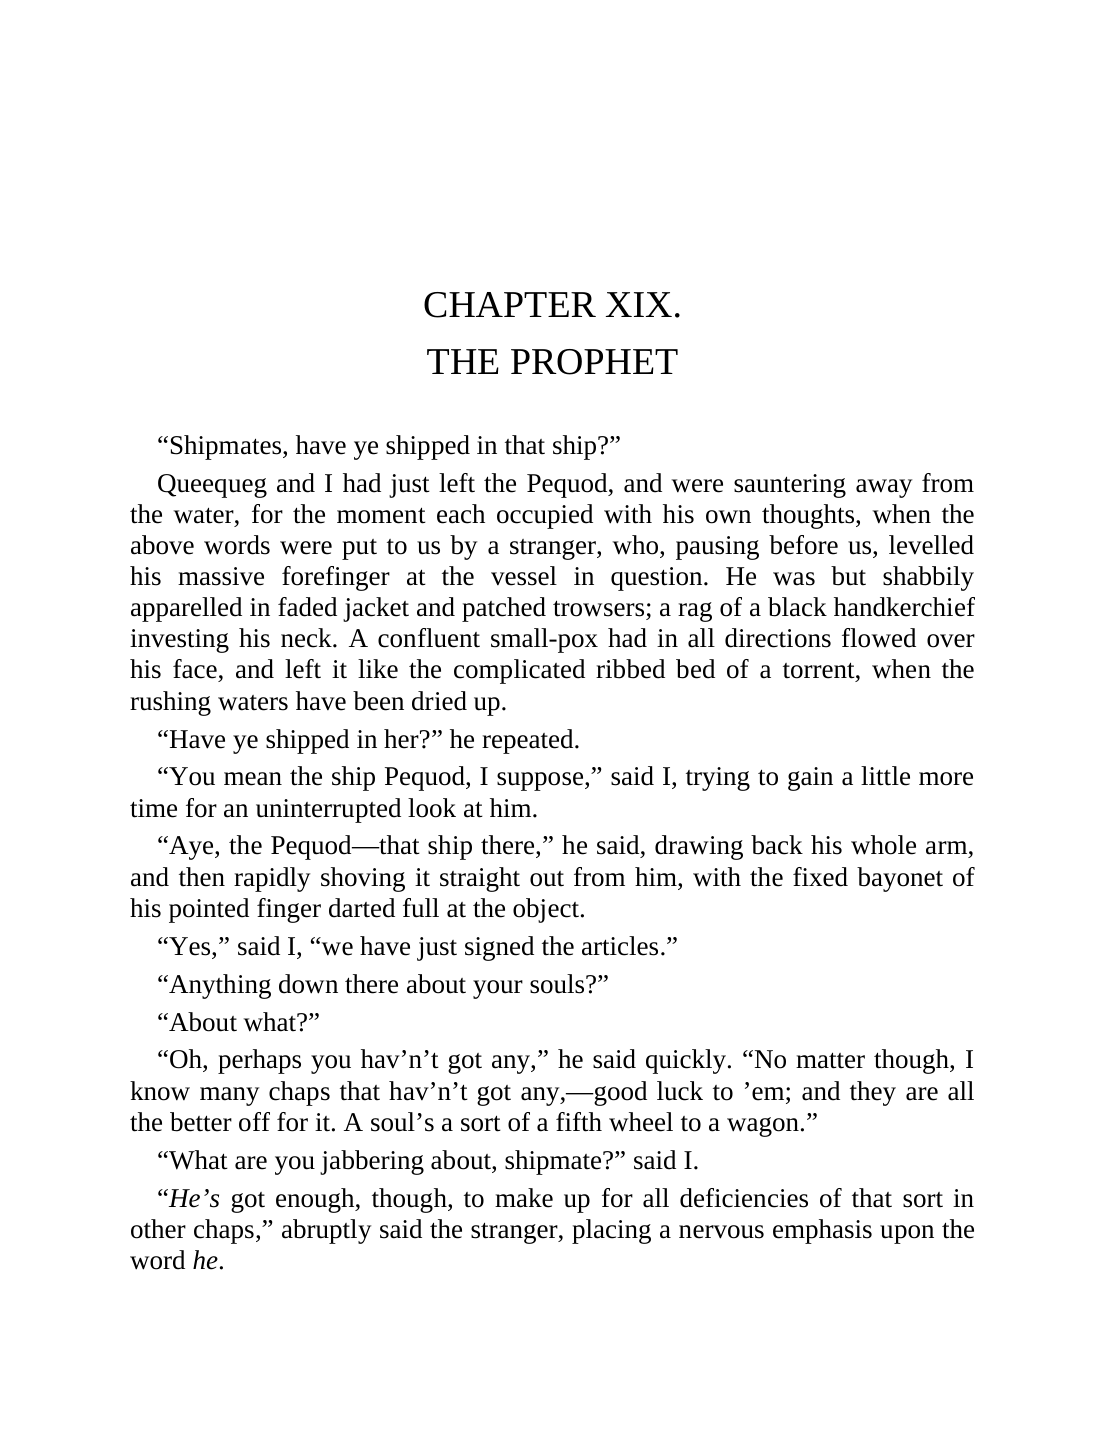 CHAPTER XIX.
THE PROPHET
“Shipmates, have ye shipped in that ship?”
Queequeg and I had just left the Pequod, and were sauntering away from
the water, for the moment each occupied with his own thoughts, when the
above words were put to us by a stranger, who, pausing before us, levelled
his massive forefinger at the vessel in question. He was but shabbily
apparelled in faded jacket and patched trowsers; a rag of a black handkerchief
investing his neck. A confluent small-pox had in all directions flowed over
his face, and left it like the complicated ribbed bed of a torrent, when the
rushing waters have been dried up.
“Have ye shipped in her?” he repeated.
“You mean the ship Pequod, I suppose,” said I, trying to gain a little more
time for an uninterrupted look at him.
“Aye, the Pequod—that ship there,” he said, drawing back his whole arm,
and then rapidly shoving it straight out from him, with the fixed bayonet of
his pointed finger darted full at the object.
“Yes,” said I, “we have just signed the articles.”
“Anything down there about your souls?”
“About what?”
“Oh, perhaps you hav’n’t got any,” he said quickly. “No matter though, I
know many chaps that hav’n’t got any,—good luck to ’em; and they are all
the better off for it. A soul’s a sort of a fifth wheel to a wagon.”
“What are you jabbering about, shipmate?” said I.
“He’s got enough, though, to make up for all deficiencies of that sort in
other chaps,” abruptly said the stranger, placing a nervous emphasis upon the
word he.